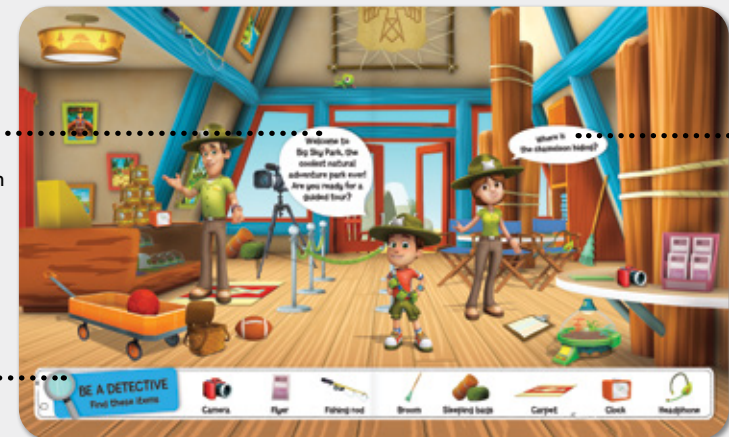 Welcome to
Big Sky Park, the
coolest natural
adventure park ever!
Are you ready for a
guided tour?
Where is
the chameleon hiding?
BE A DETECTIVE
Find these items
Camera
Flyer
Fishing rod
Broom
Sleeping bags
Carpet
Clock
Headphone